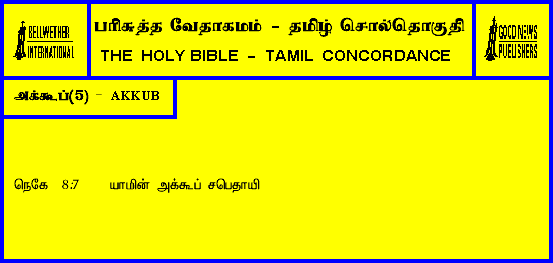 BELLWETHER
INTERNATIONAL
பரிசுத்த வேதாகமம் - தமிழ் சொல்தொகுதி
THE HOLY BIBLE - TAMIL CONCORDANCE
GOOD NEWS
PUBLISHERS
அக்கூப்(5) - AKKUB
நெகே 8:7 யாமின் அக்கூப் சபெதாயி